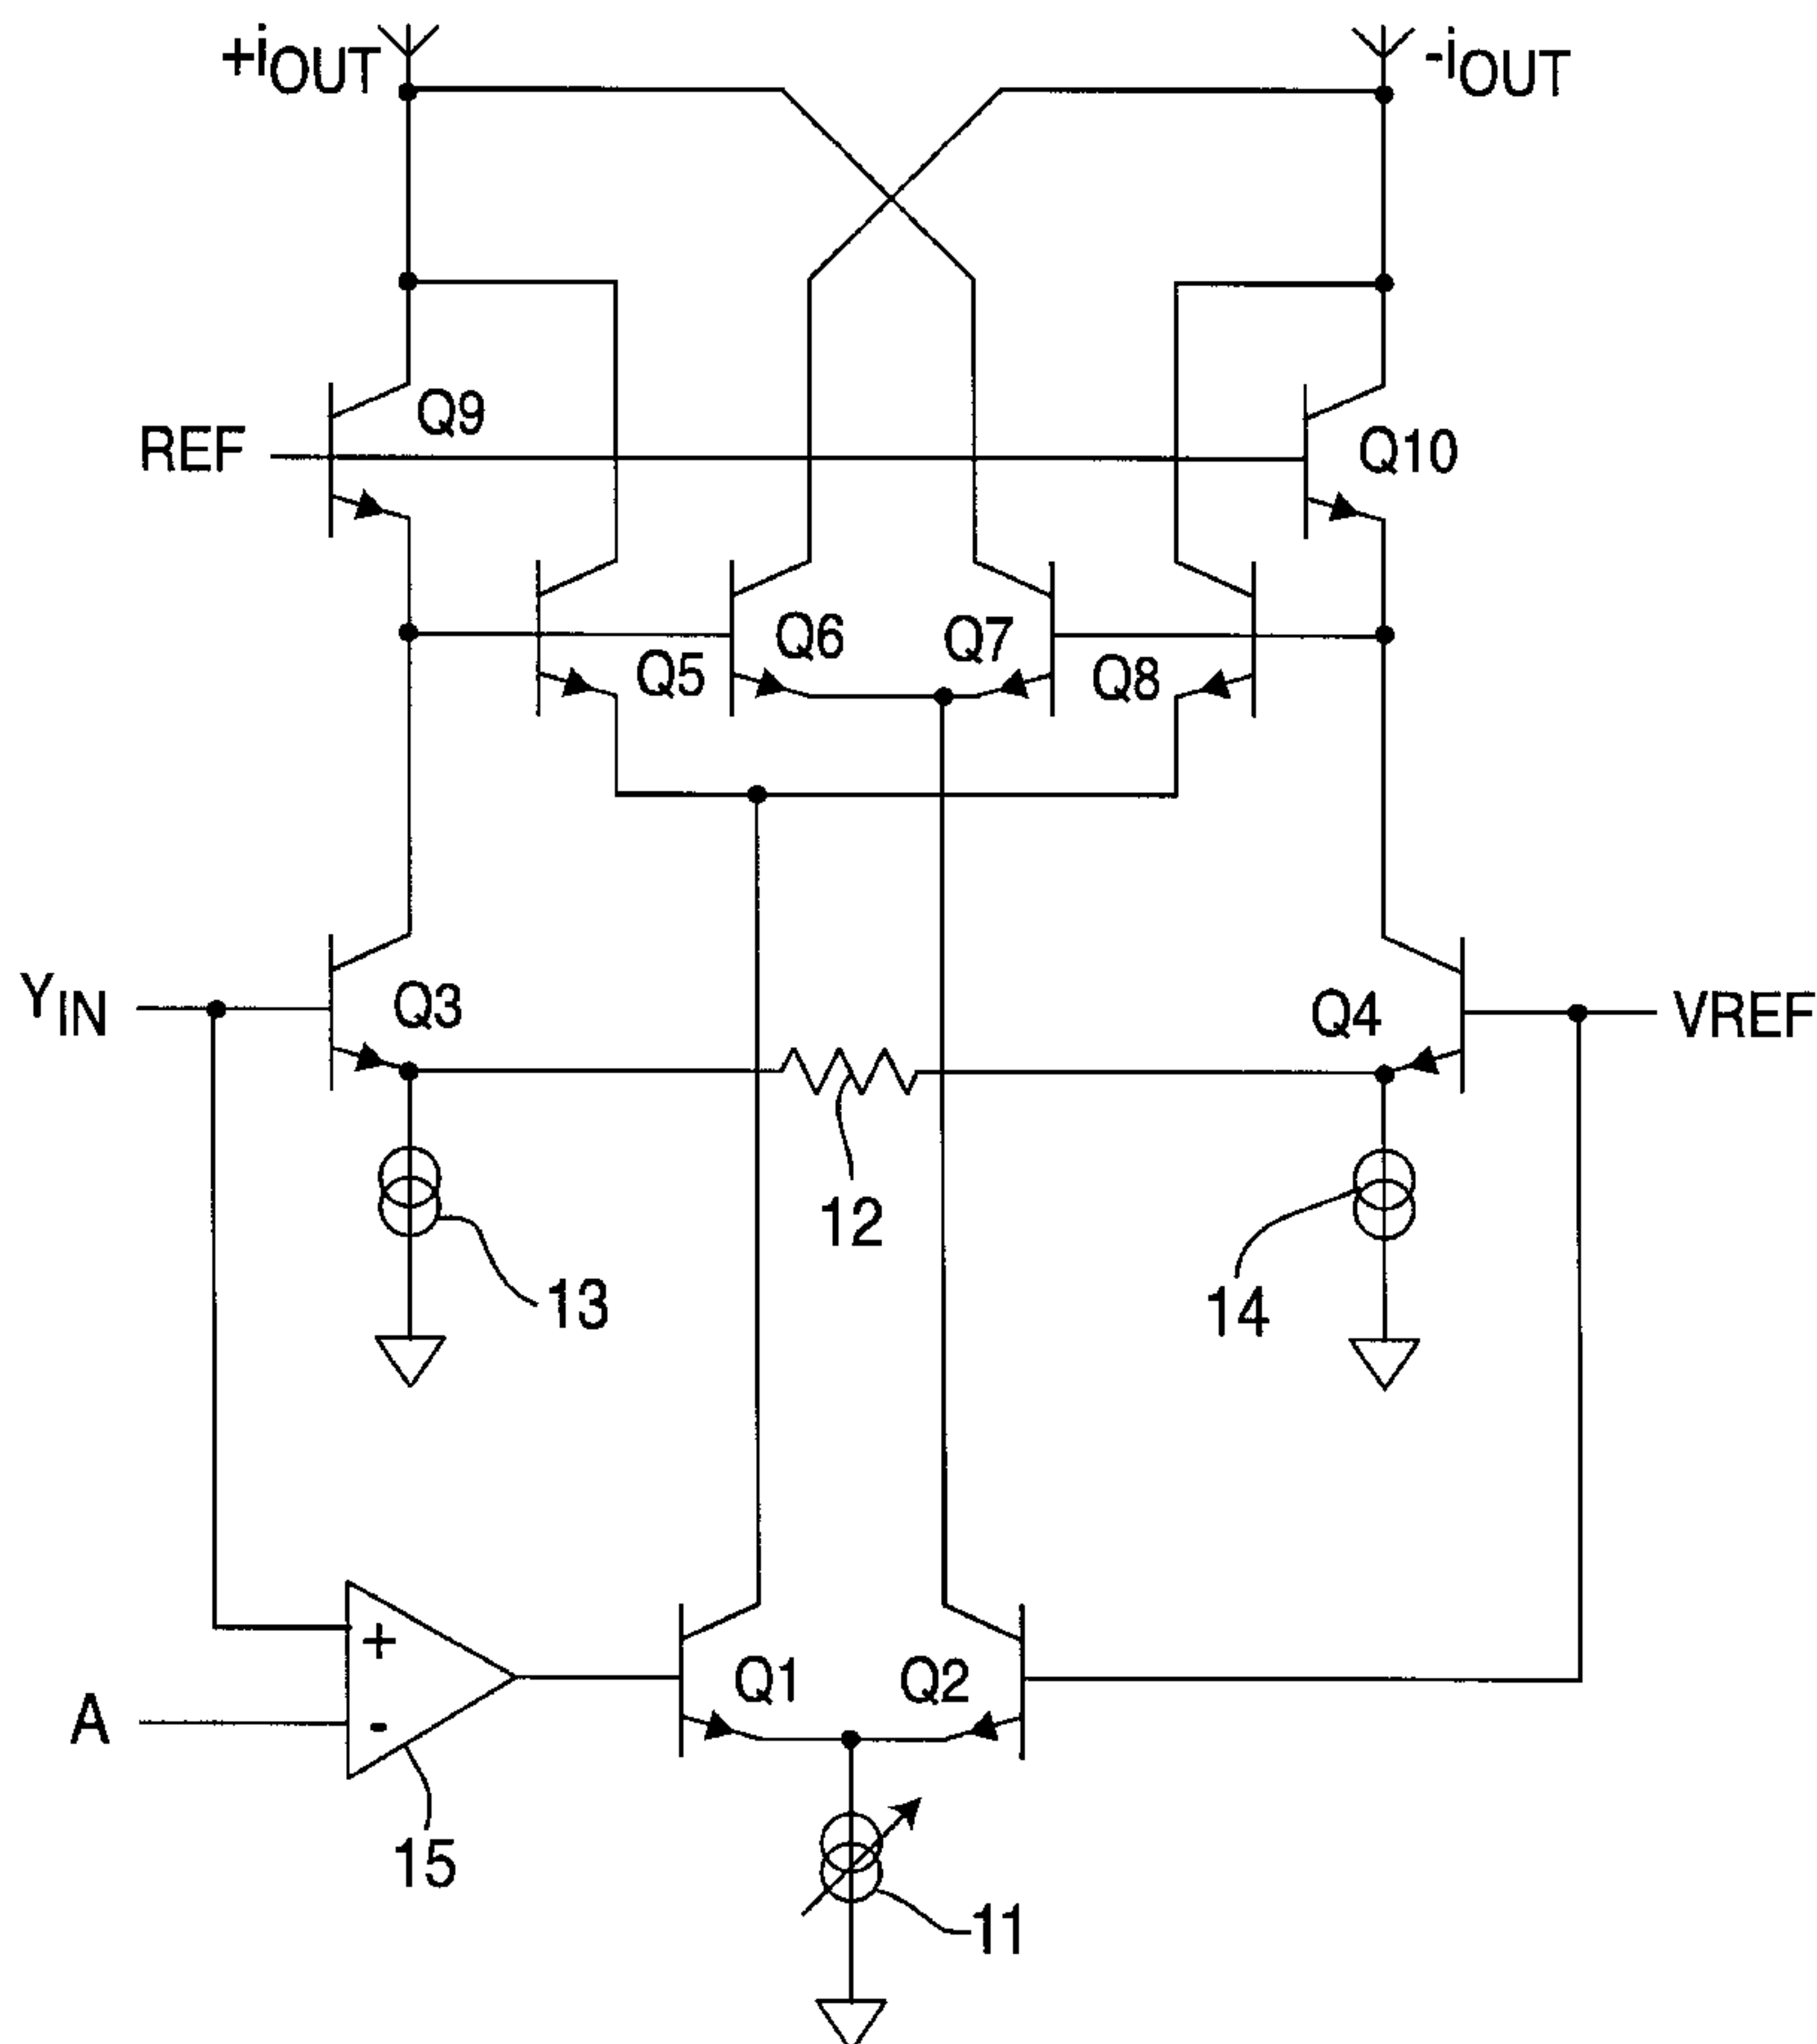 +iOUT
-iOUT
Q9
REF
Q10
Q6
Q7
Q5
Q8
YIN
Q3
Q4
VREF
12
13
14
+
Q1
Q2
A
-
15
11